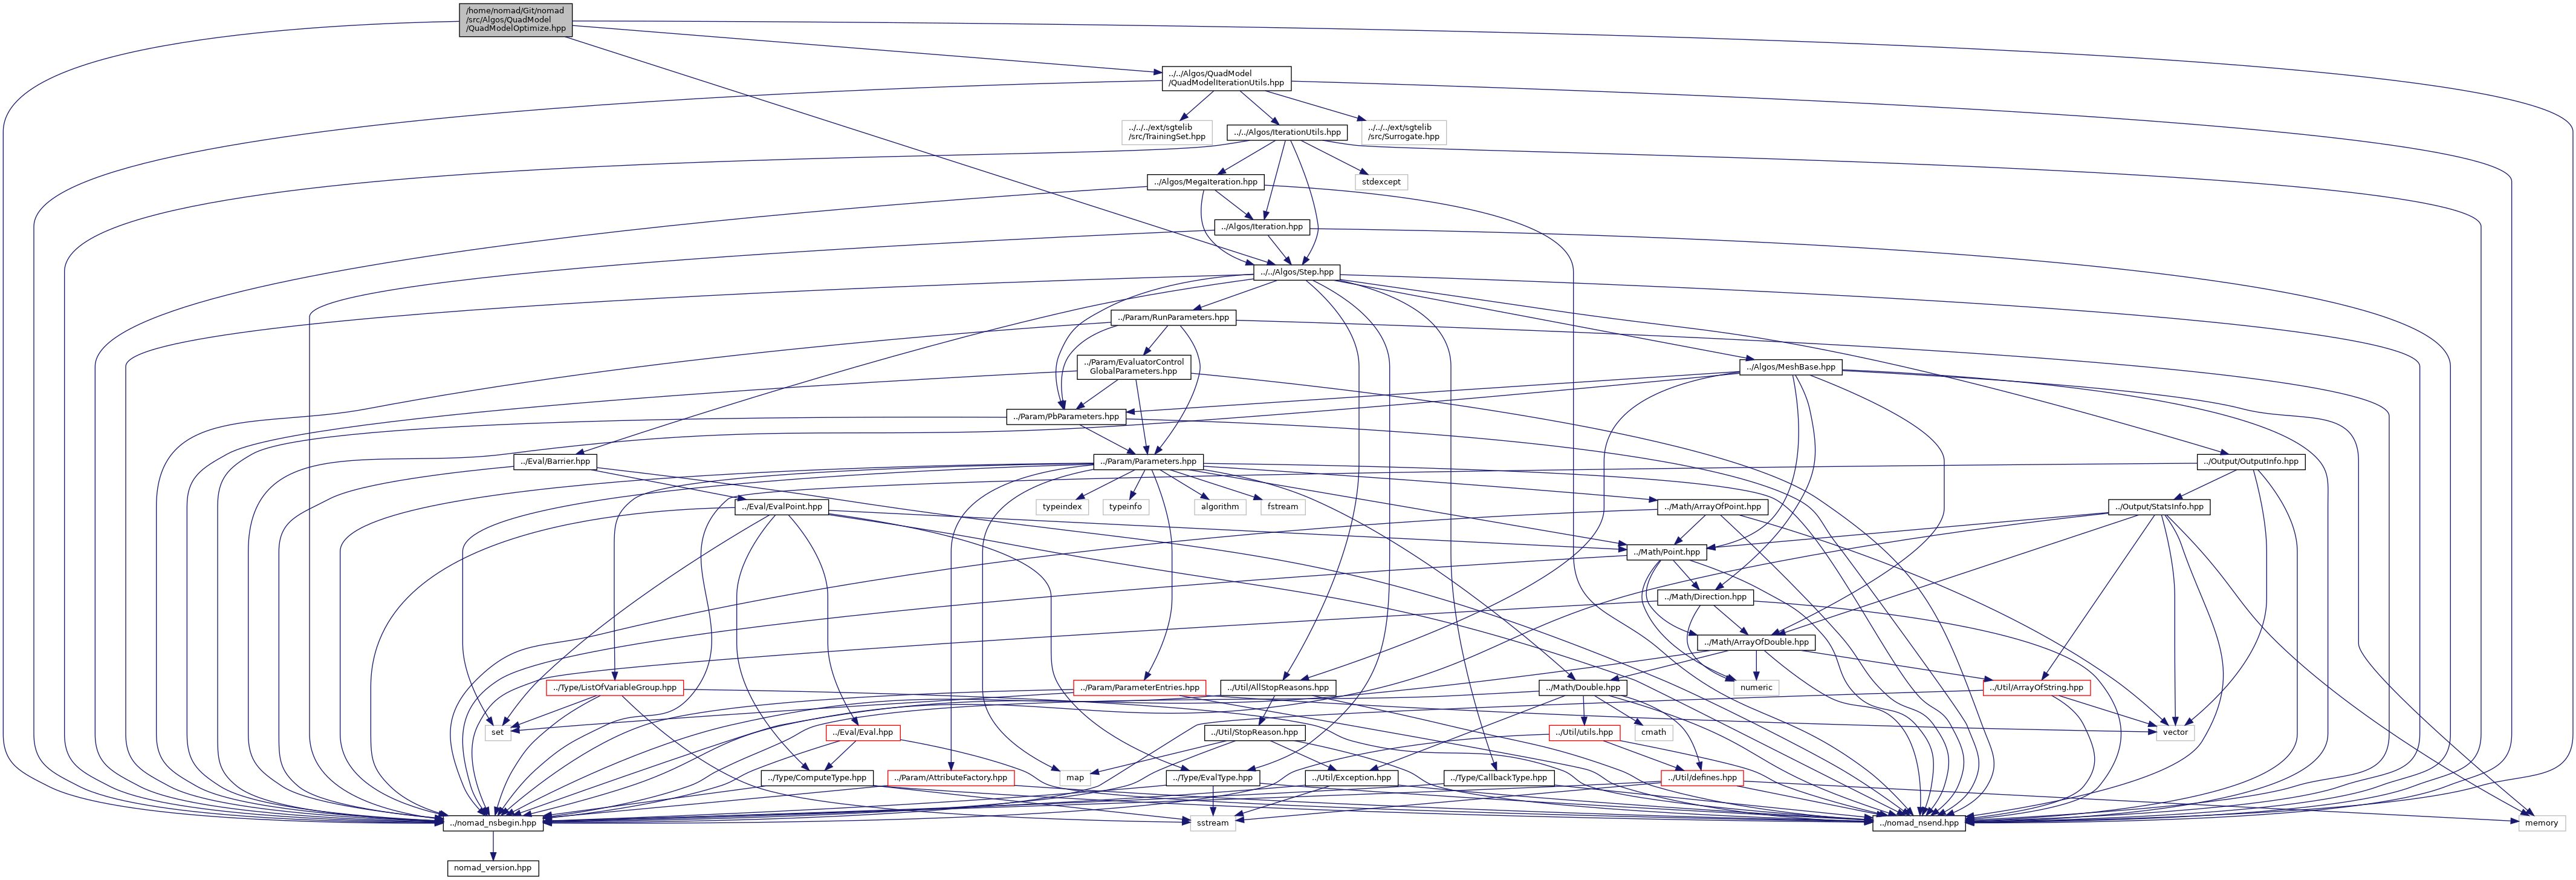 /home/nomad/Git/nomad
/src/Algos/QuadModel
/QuadModelOptimize.hpp
../../Algos/QuadModel
/QuadModelIterationUtils.hpp
../../../ext/sgtelib
/src/TrainingSet.hpp
../../Algos/IterationUtils.hpp
../../../ext/sgtelib
/src/Surrogate.hpp
../Algos/MegaIteration.hpp
stdexcept
../Algos/Iteration.hpp
../../Algos/Step.hpp
../Param/RunParameters.hpp
../Param/EvaluatorControl
GlobalParameters.hpp
../Algos/MeshBase.hpp
../Param/PbParameters.hpp
../Eval/Barrier.hpp
../Param/Parameters.hpp
../Output/OutputInfo.hpp
../Eval/EvalPoint.hpp
typeindex
typeinfo
algorithm
fstream
../Math/ArrayOfPoint.hpp
../Output/StatsInfo.hpp
../Math/Point.hpp
../Math/Direction.hpp
../Math/ArrayOfDouble.hpp
../Type/ListOfVariableGroup.hpp
../Param/ParameterEntries.hpp
../Util/AllStopReasons.hpp
../Math/Double.hpp
numeric
../Util/ArrayOfString.hpp
set
../Eval/Eval.hpp
../Util/StopReason.hpp
../Util/utils.hpp
cmath
vector
../Type/ComputeType.hpp
../Param/AttributeFactory.hpp
map
../Type/EvalType.hpp
../Util/Exception.hpp
../Type/CallbackType.hpp
../Util/defines.hpp
../nomad_nsbegin.hpp
sstream
../nomad_nsend.hpp
memory
nomad_version.hpp